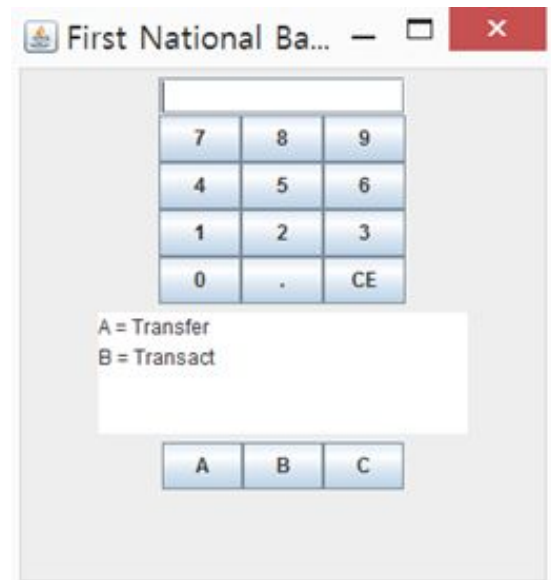 First National Ba...
7 8 9
4 5 6
1 2 3
0 . CE
A = Transfer
B = Transact
A B C